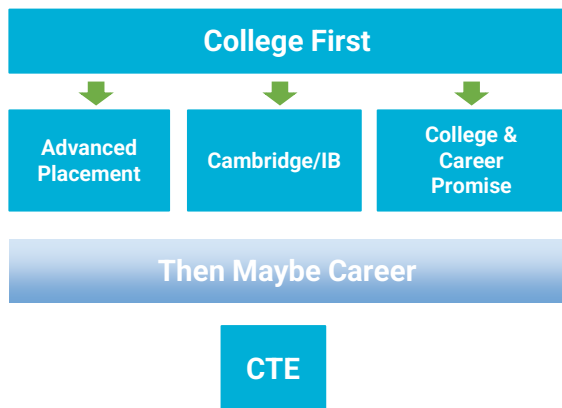 College First
Advanced
Placement
Cambridge/IB
College &
Career
Promise
Then Maybe Career
CTE